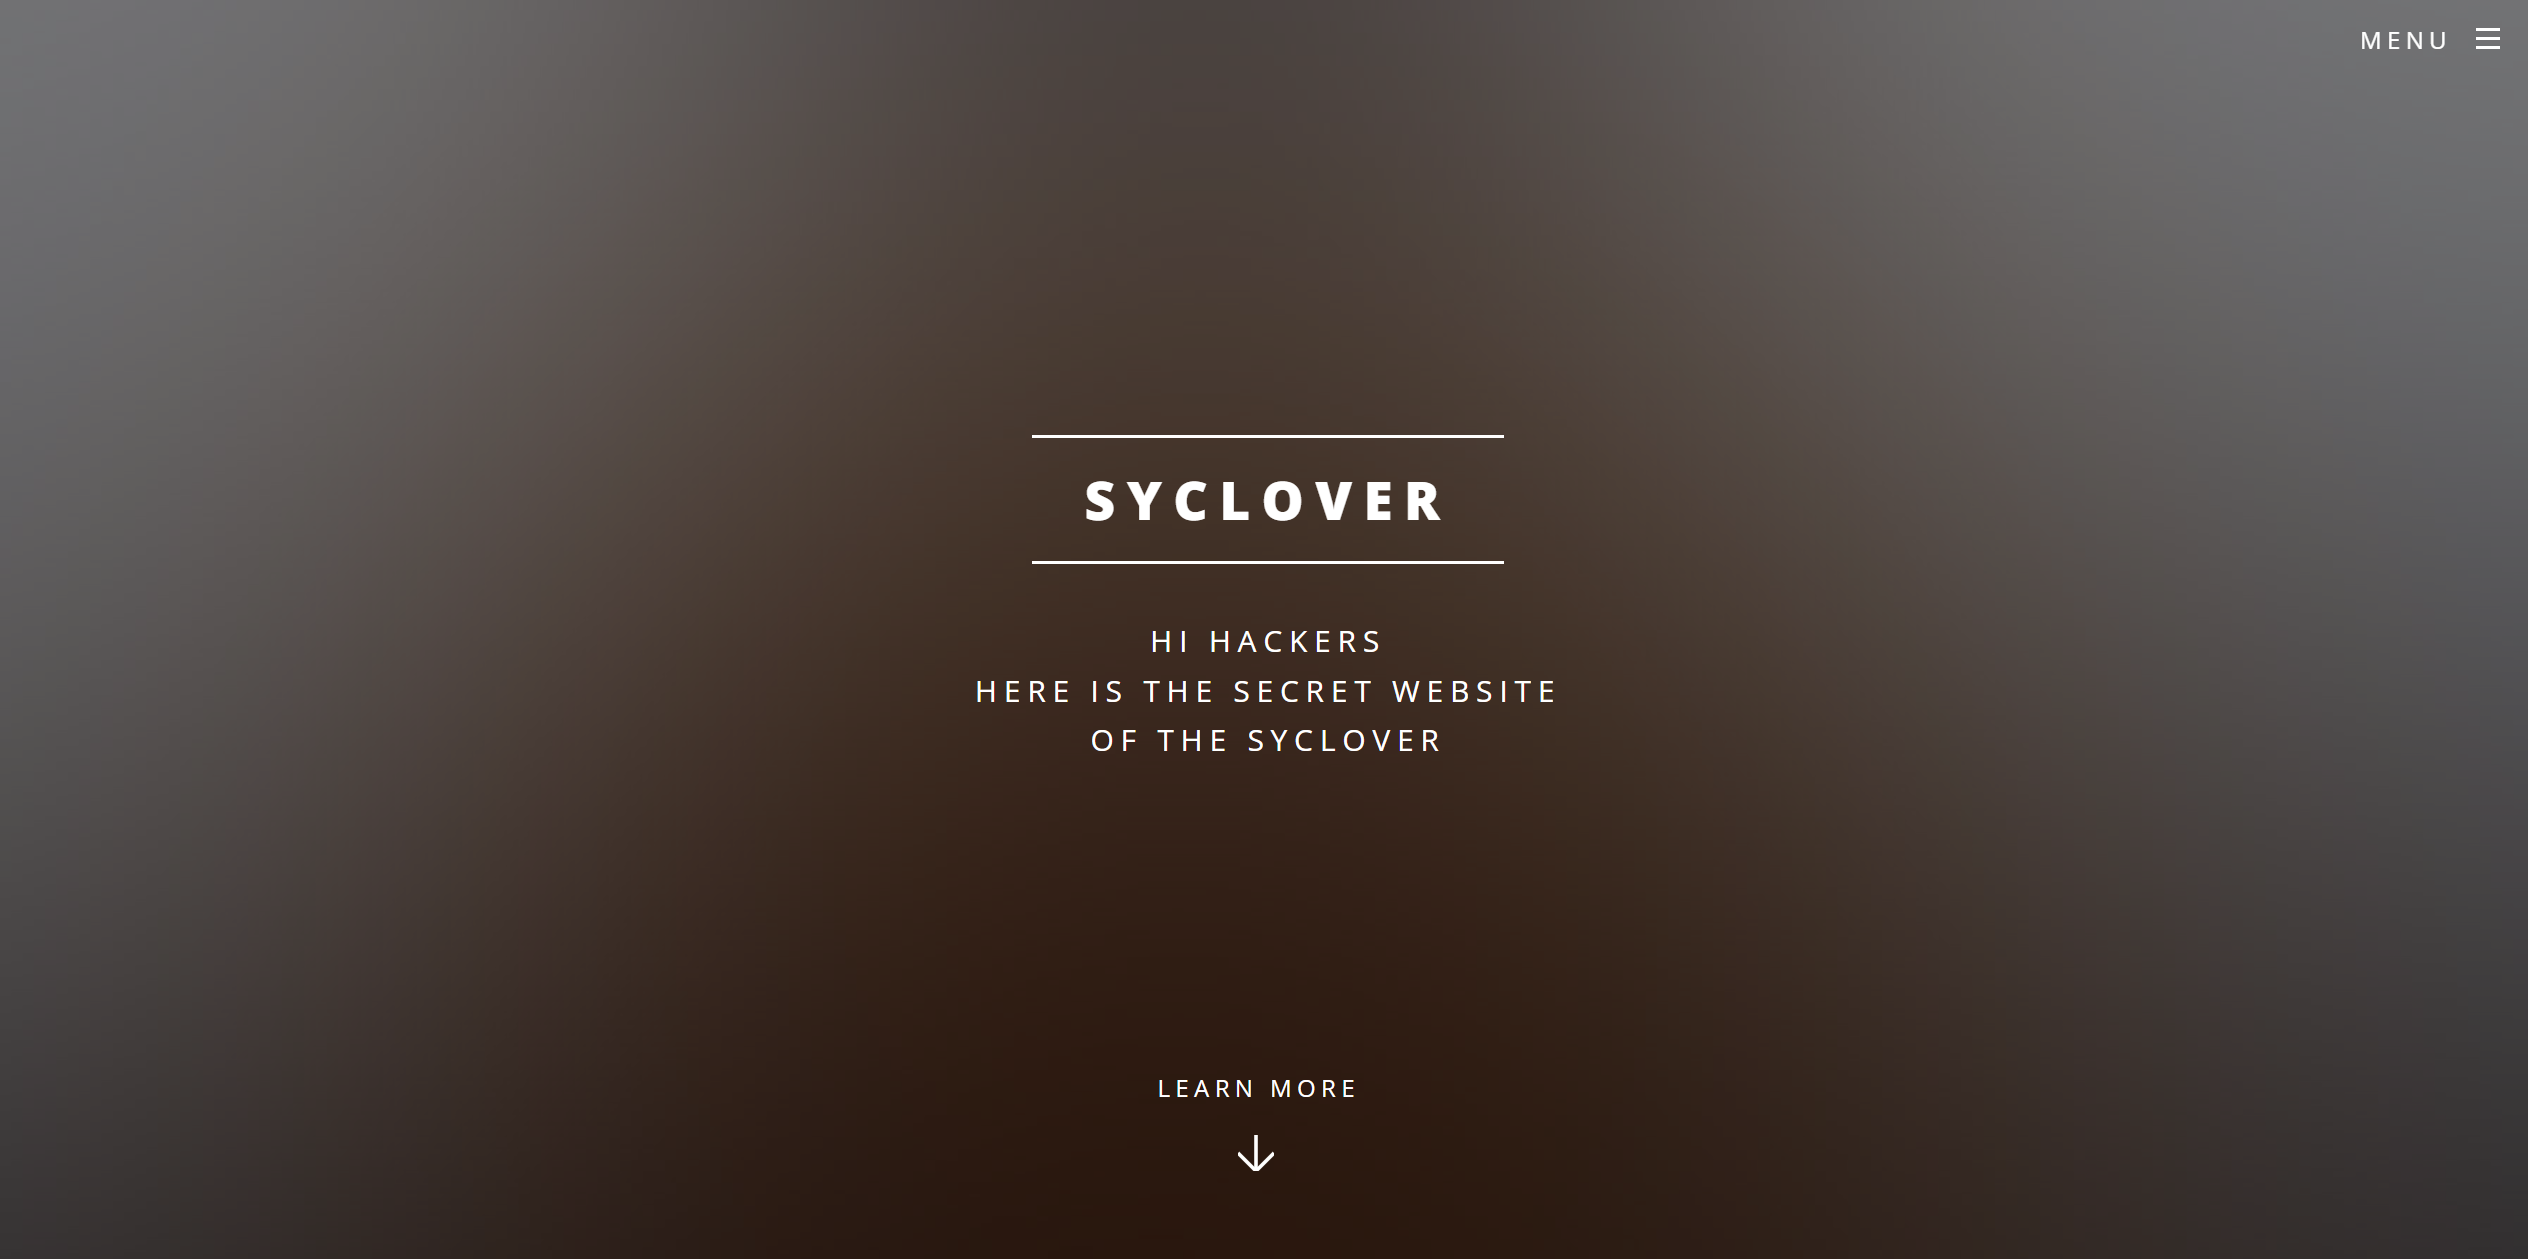 MENU
SYCLOVER
HI HACKERS
HERE IS THE SECRET WEBSITE
OF THE SYCLOVER
LEARN MORE